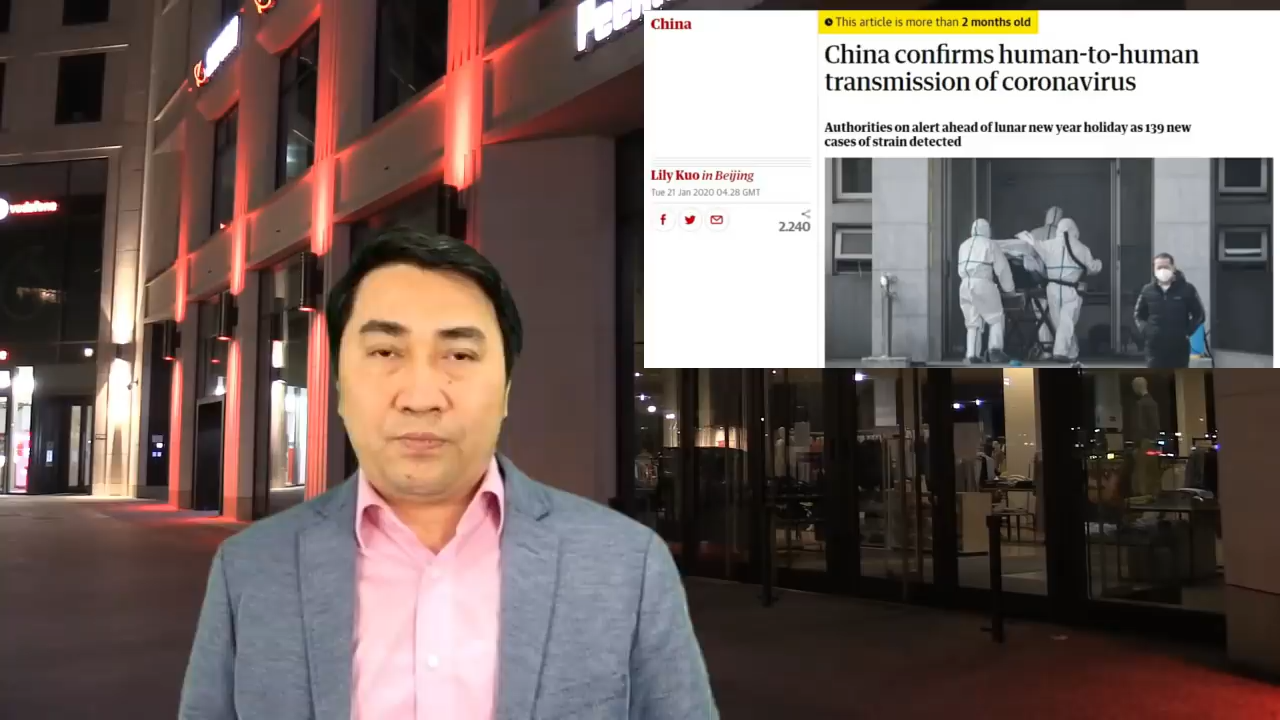 China
This article is more than 2 months old
China confirms human-to-human
transmission of coronavirus
Authorities on alert ahead of lunar new year holiday as 139 new
cases of strain detected
Lily Kuo in Beijing
Tue 21 Jan 2020 04.28 GMT
2.240
vodafone